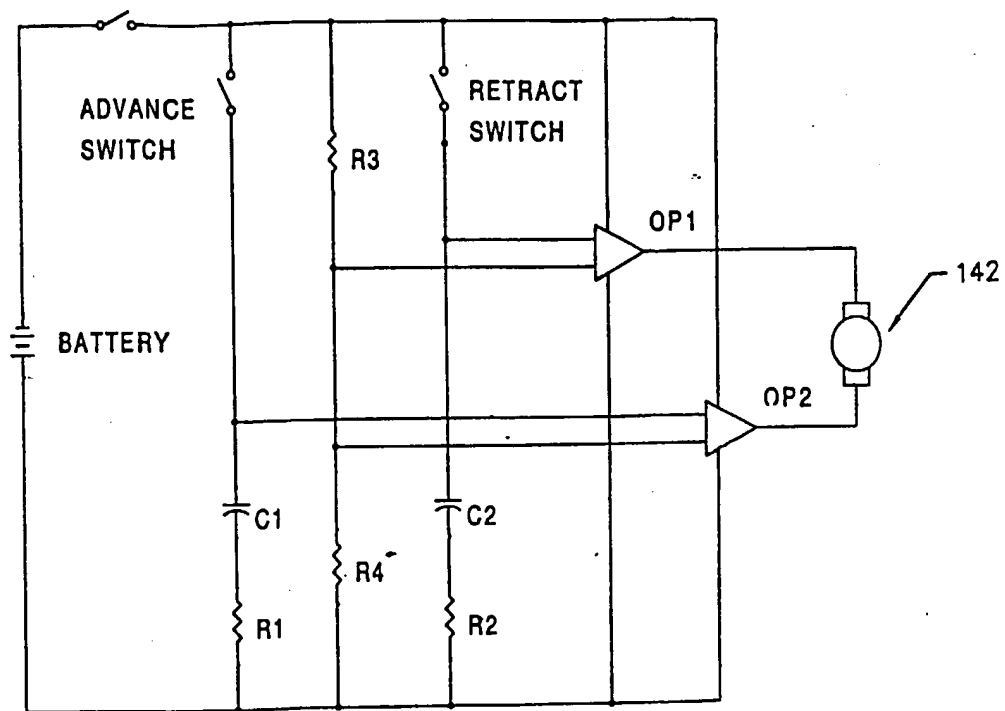 ADVANCE
SWITCH
RETRACT
SWITCH
R3
OP1
142
BATTERY
OP2
C1
C2
R4
R1
R2